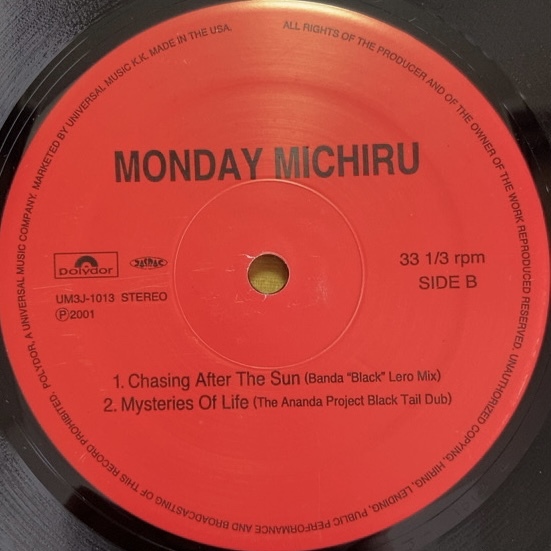 ALL RIGHTS OF THE PRODUCER AND OF THE OWNER OF THE WORK REPRODUCED RESERVED. UNAUTHORIZED COPYING, HIRING, LENDING, PUBLIC PERFORMANCE AND BROADCASTING OF THIS RECORD PROHIBITED. POLYDOR, A UNIVERSAL MUSIC COMPANY. MARKETED BY UNIVERSAL MUSIC K.K. MADE IN THE USA.
MONDAY MICHIRU
Polydor
33 1/3 rpm
SIDE B
UM3J-1013 STEREO
Ⓟ2001
1. Chasing After The Sun (Banda "Black" Lero Mix)
2. Mysteries Of Life (The Ananda Project Black Tail Dub)